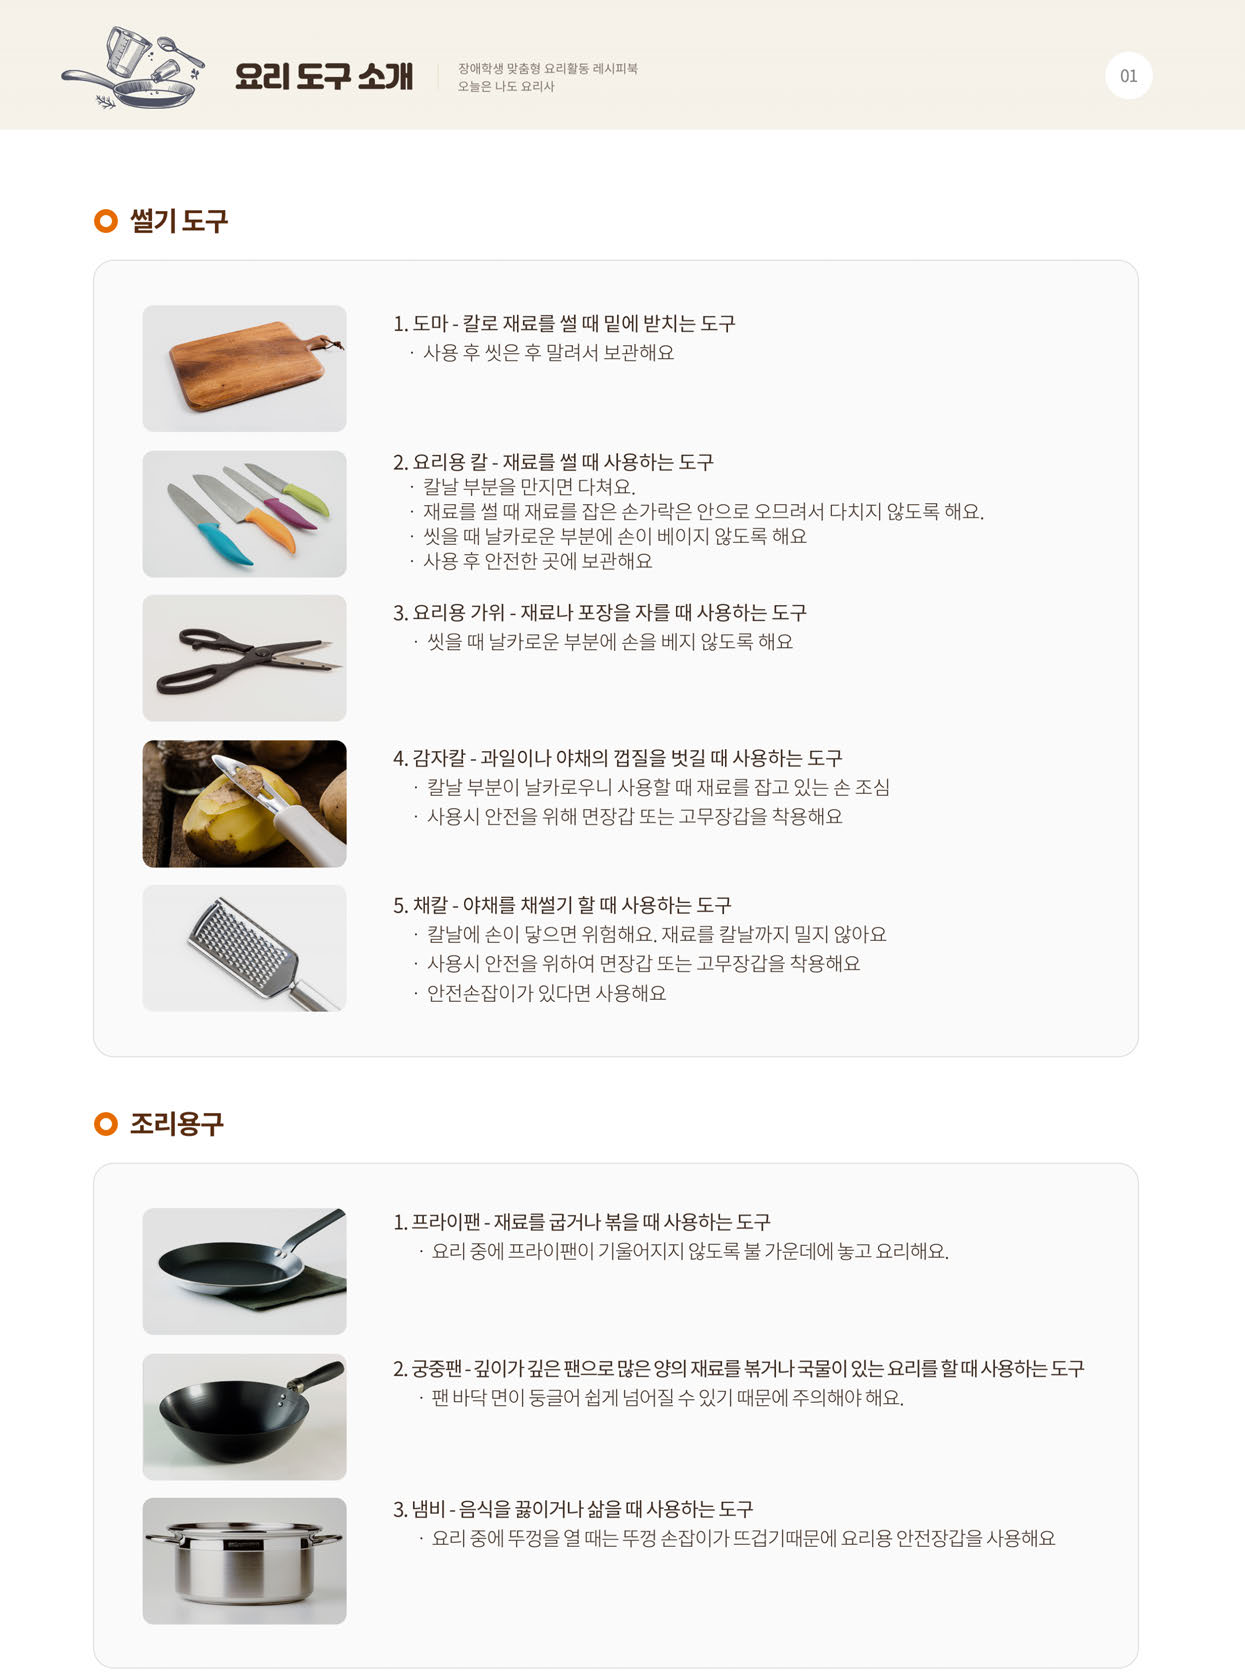 요리 도구 소개
장애학생 맞춤형 요리활동 레시피북
오늘은 나도 요리사
01
썰기 도구
1. 도마 - 칼로 재료를 썰 때 밑에 받치는 도구
· 사용 후 씻은 후 말려서 보관해요
2. 요리용 칼 - 재료를 썰 때 사용하는 도구
· 칼날 부분을 만지면 다쳐요.
· 재료를 썰 때 재료를 잡은 손가락은 안으로 오므려서 다치지 않도록 해요.
· 씻을 때 날카로운 부분에 손이 베이지 않도록 해요
· 사용 후 안전한 곳에 보관해요
3. 요리용 가위 - 재료나 포장을 자를 때 사용하는 도구
· 씻을 때 날카로운 부분에 손을 베지 않도록 해요
4. 감자칼 - 과일이나 야채의 껍질을 벗길 때 사용하는 도구
· 칼날 부분이 날카로우니 사용할 때 재료를 잡고 있는 손 조심
· 사용시 안전을 위해 면장갑 또는 고무장갑을 착용해요
5. 채칼 - 야채를 채썰기 할 때 사용하는 도구
· 칼날에 손이 닿으면 위험해요. 재료를 칼날까지 밀지 않아요
· 사용시 안전을 위하여 면장갑 또는 고무장갑을 착용해요
· 안전손잡이가 있다면 사용해요
조리용구
1. 프라이팬 - 재료를 굽거나 볶을 때 사용하는 도구
· 요리 중에 프라이팬이 기울어지지 않도록 불 가운데에 놓고 요리해요.
2. 궁중팬 - 깊이가 깊은 팬으로 많은 양의 재료를 볶거나 국물이 있는 요리를 할 때 사용하는 도구
· 팬 바닥 면이 둥글어 쉽게 넘어질 수 있기 때문에 주의해야 해요.
3. 냄비 - 음식을 끓이거나 삶을 때 사용하는 도구
· 요리 중에 뚜껑을 열 때는 뚜껑 손잡이가 뜨겁기때문에 요리용 안전장갑을 사용해요